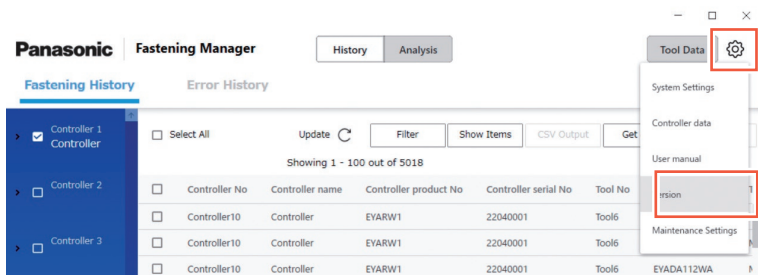 Panasonic Fastening Manager History Analysis Tool Data
Fastening History Error History
System Settings
Controller data
User manual
ersion
Maintenance Settings
Controller 1
Controller
Controller 2
Controller 3
Select All Update Filter Show Items CSV Output Get
Showing 1 - 100 out of 5018
Controller No Controller name Controller product No Controller serial No Tool No
Controller10 Controller EYARW1 22040001 Tool6
Controller10 Controller EYARW1 22040001 Tool6
Controller10 Controller EYARW1 22040001 Tool6 EYADA112WA